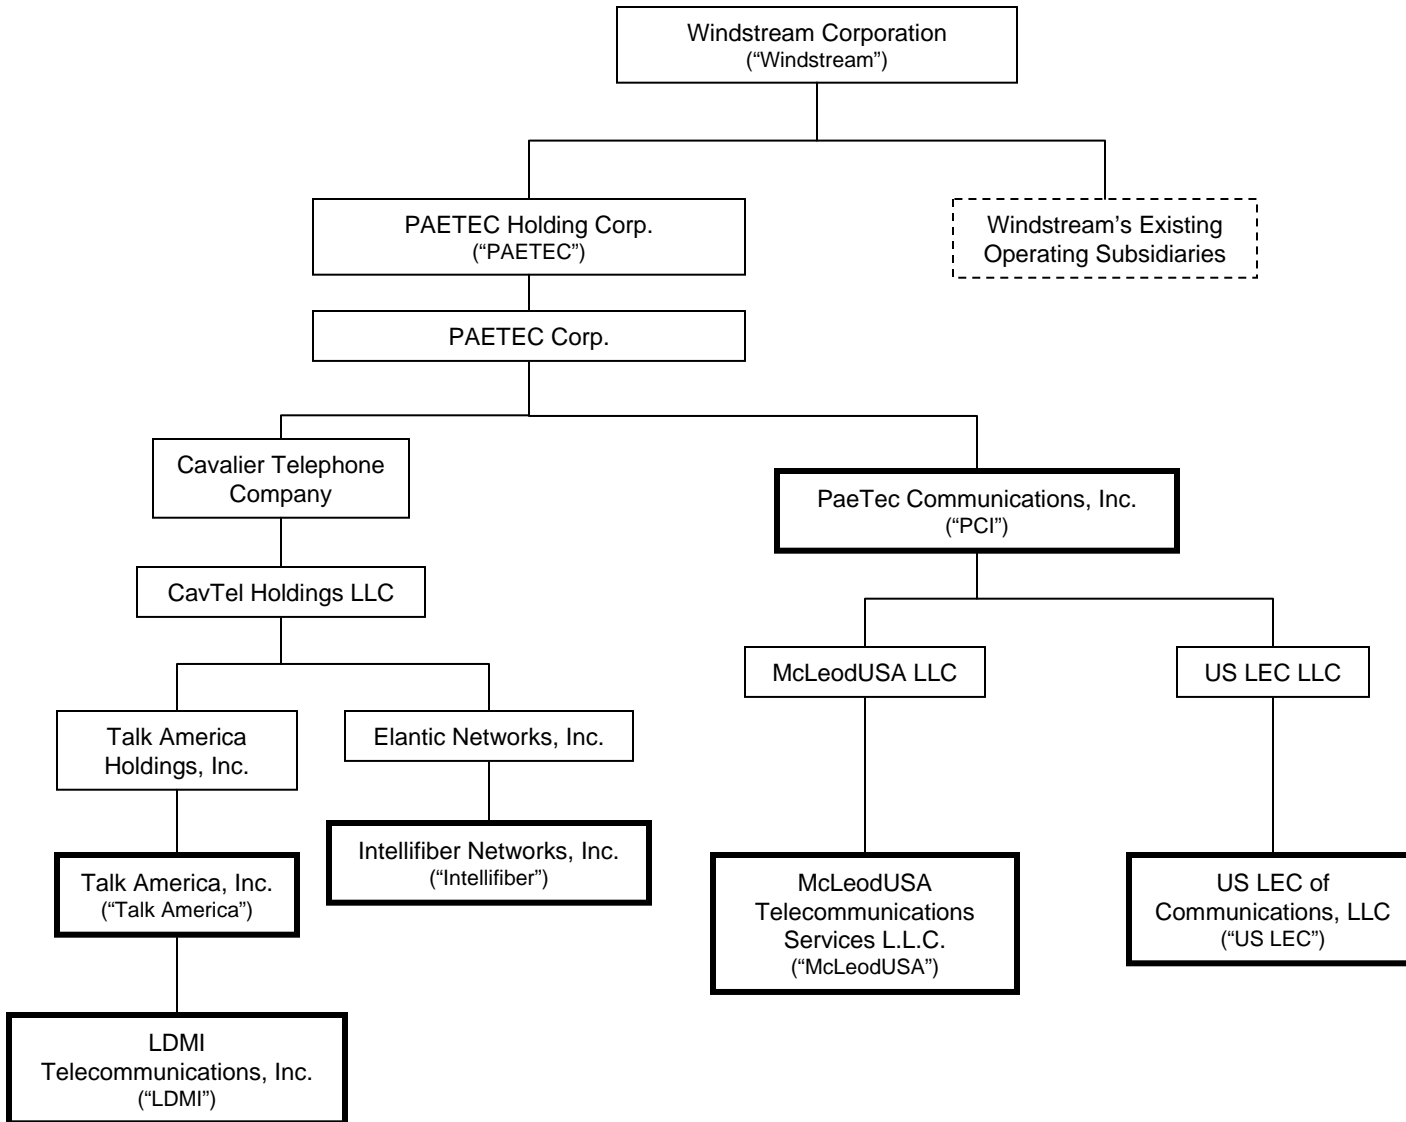 Windstream Corporation
(“Windstream”)
PAETEC Holding Corp.
(“PAETEC”)
Windstream’s Existing
Operating Subsidiaries
PAETEC Corp.
Cavalier Telephone
Company
PaeTec Communications, Inc.
(“PCI”)
CavTel Holdings LLC
McLeodUSA LLC
US LEC LLC
Talk America
Holdings, Inc.
Elantic Networks, Inc.
Intellifiber Networks, Inc.
(“Intellifiber”)
Talk America, Inc.
(“Talk America”)
McLeodUSA
Telecommunications
Services L.L.C.
(“McLeodUSA”)
US LEC of
Communications, LLC
(“US LEC”)
LDMI
Telecommunications, Inc.
(“LDMI”)